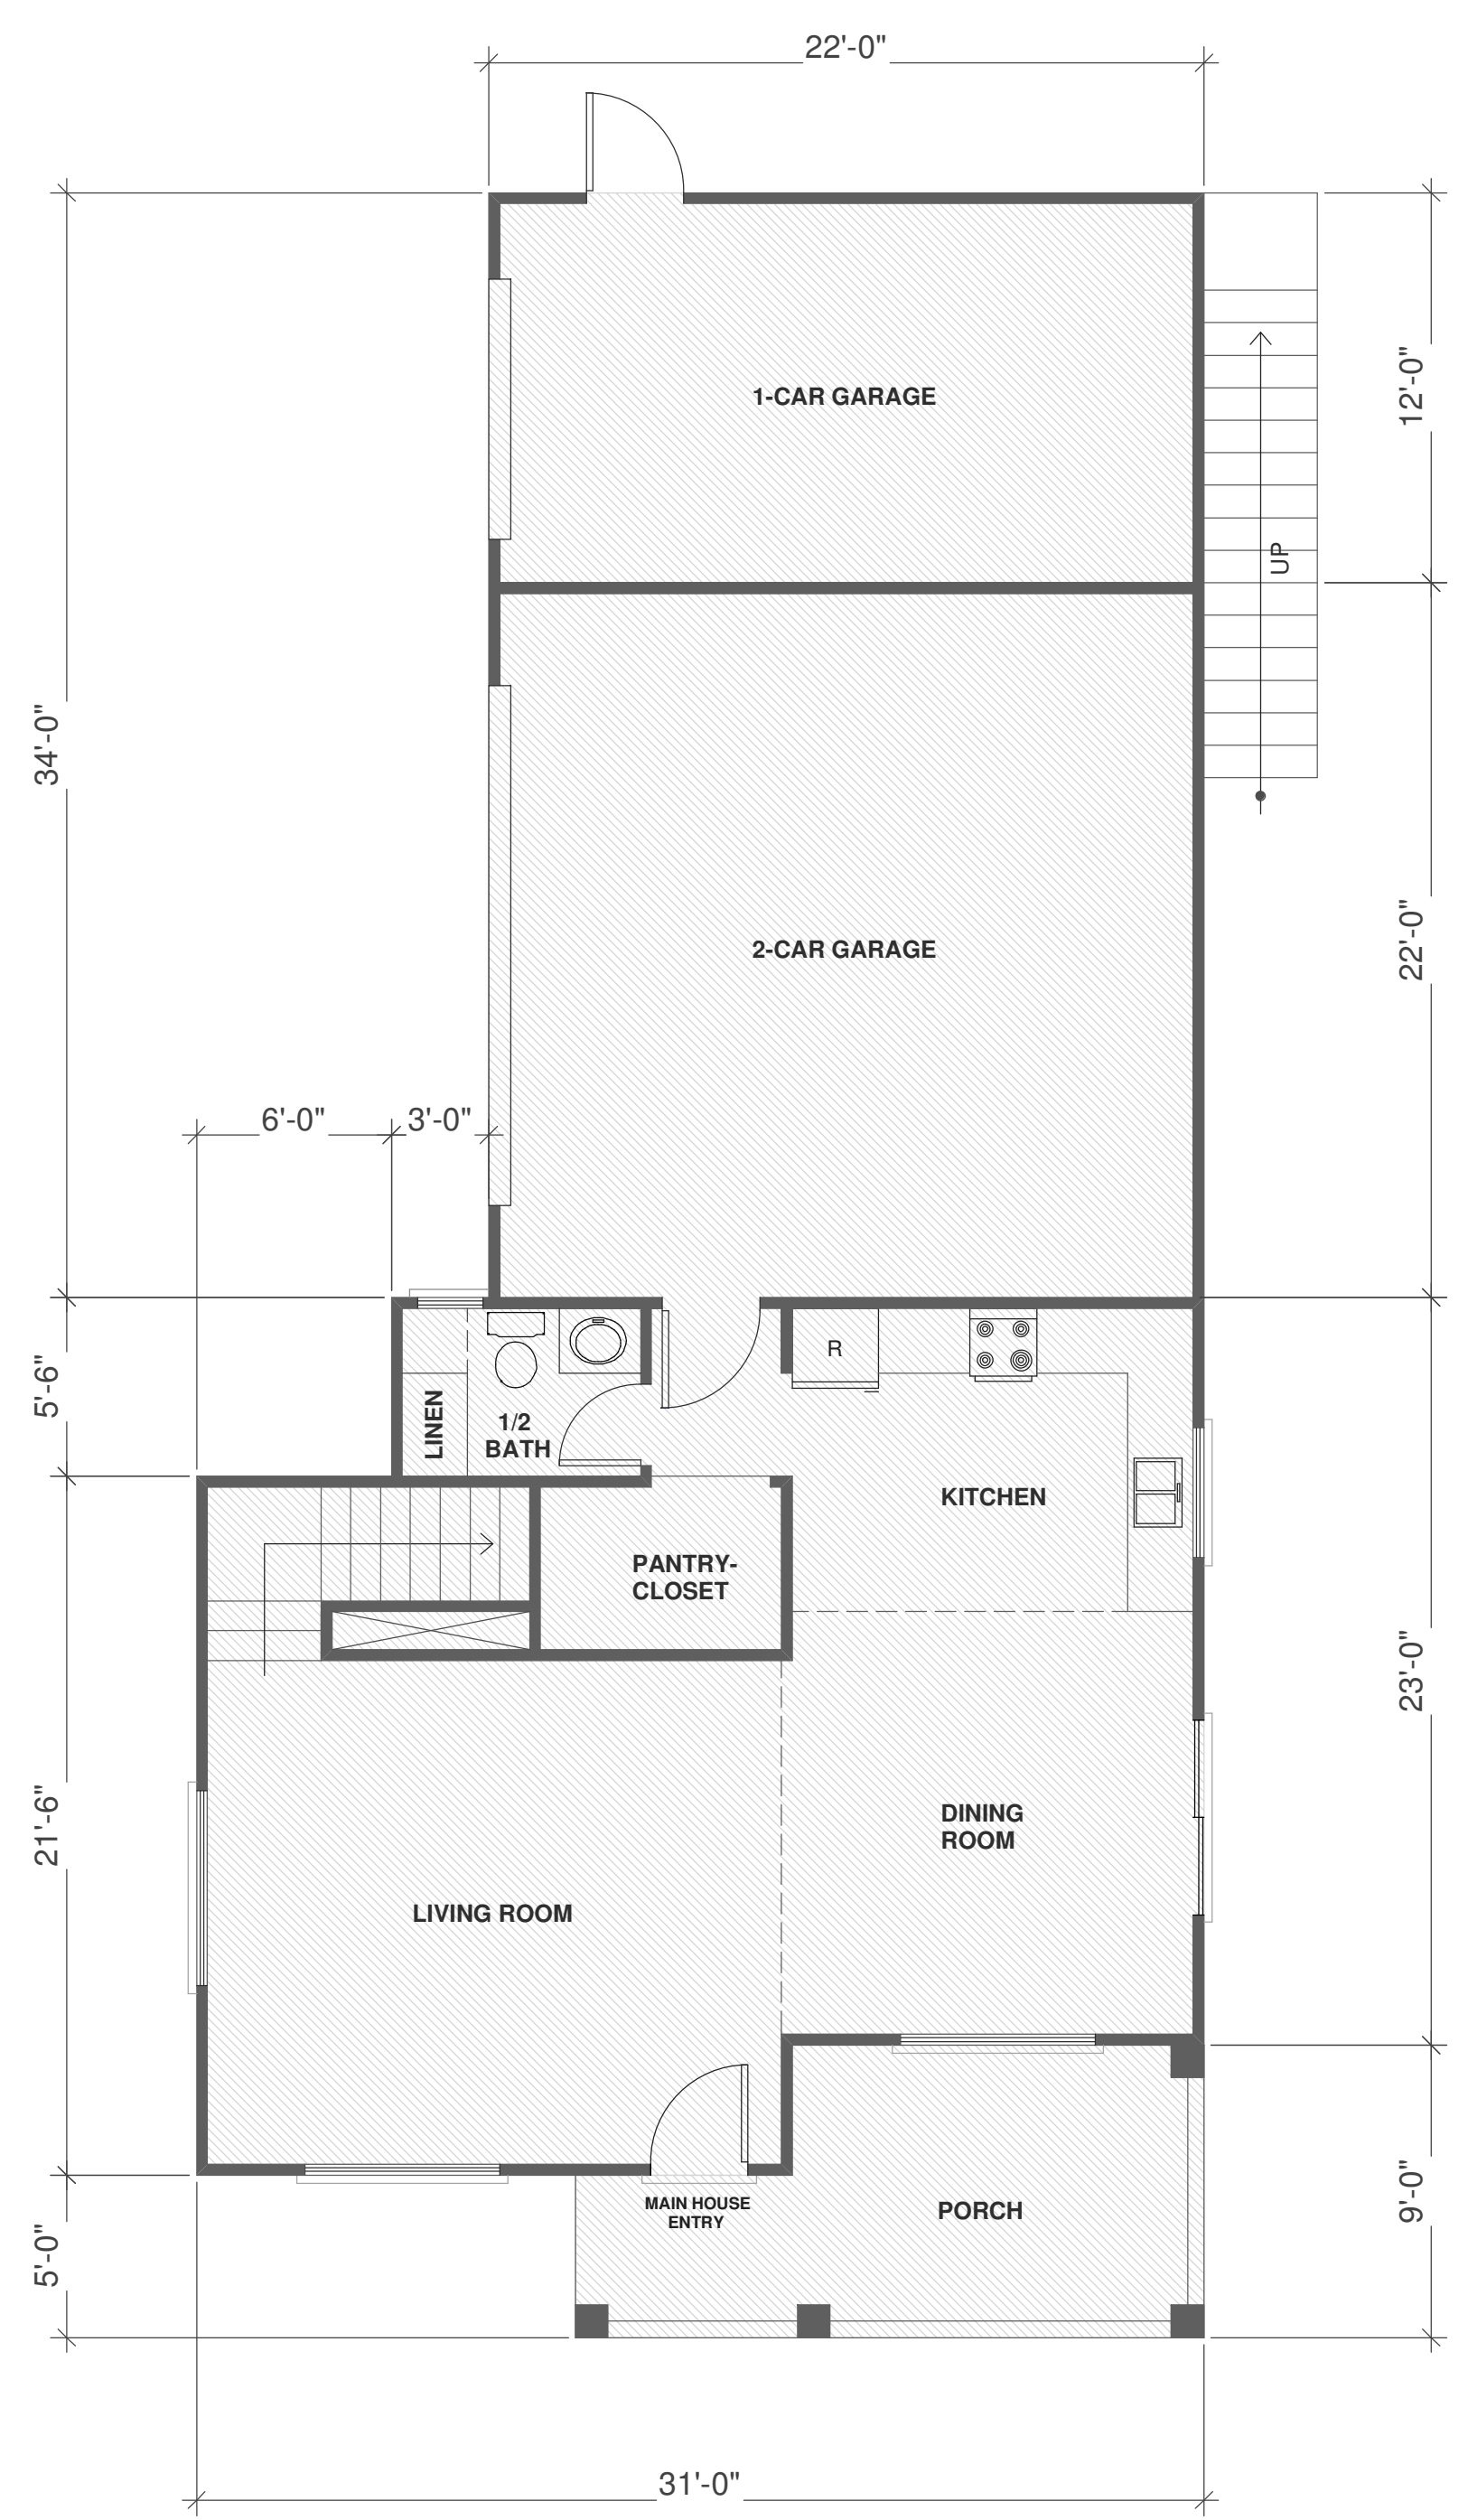 22'-0"
12'-0"
1-CAR GARAGE
UP
34'-0"
22'-0"
2-CAR GARAGE
6'-0"
3'-0"
R
5'-6"
LINEN
1/2
BATH
KITCHEN
PANTRY-
CLOSET
23'-0"
DINING
ROOM
21'-6"
LIVING ROOM
MAIN HOUSE
ENTRY
PORCH
9'-0"
5'-0"
31'-0"